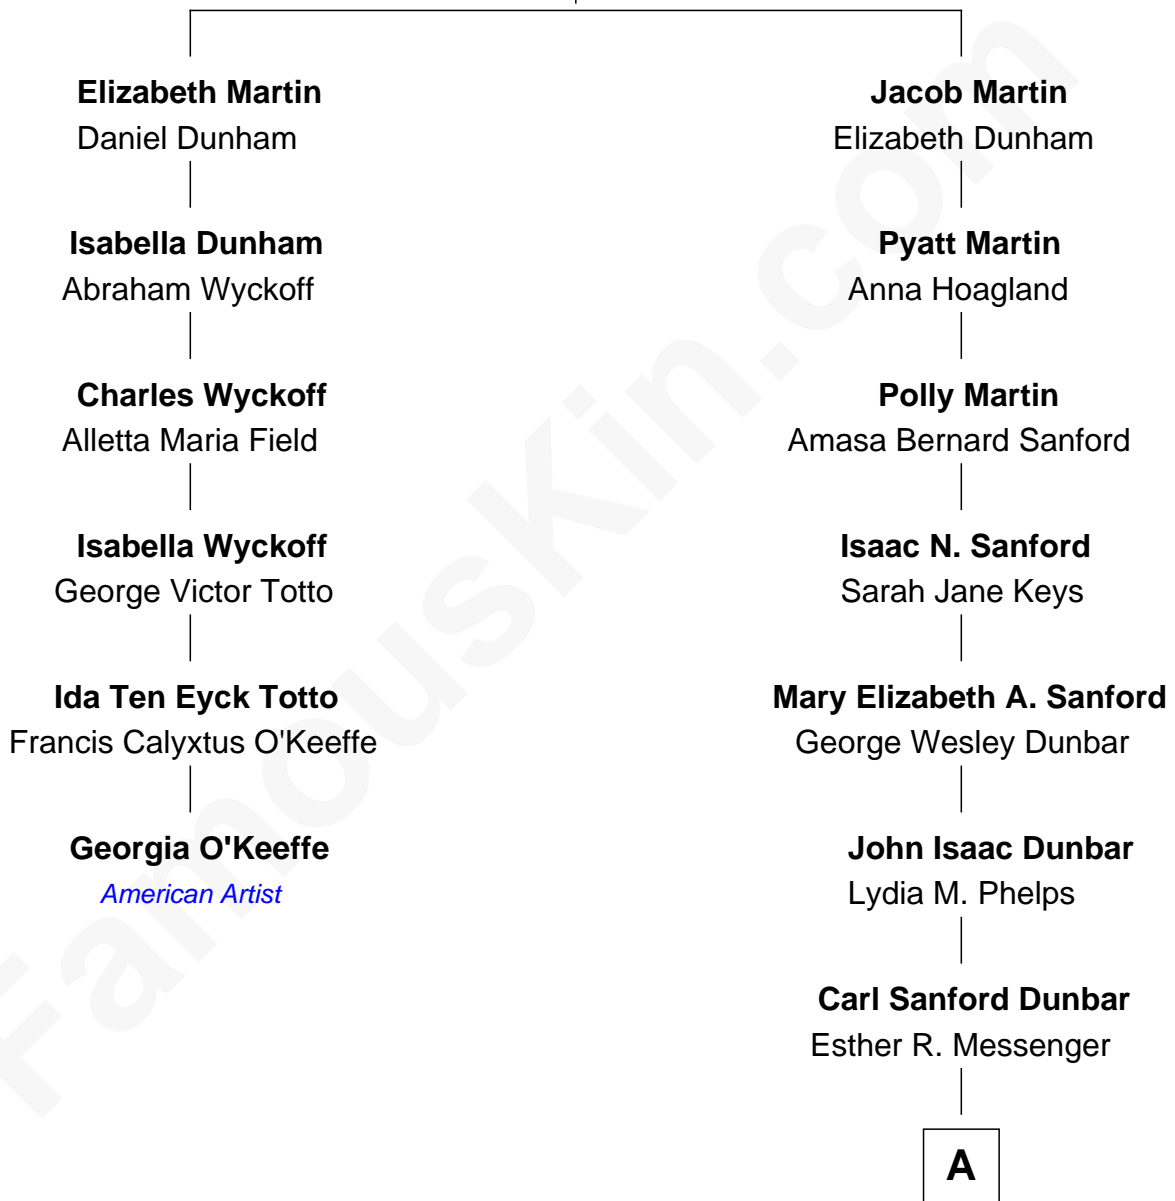 Elizabeth Martin
Daniel Dunham
Isabella Dunham
Abraham Wyckoff
Charles Wyckoff
Alletta Maria Field
Isabella Wyckoff
George Victor Totto
Ida Ten Eyck Totto
Francis Calyxtus O'Keeffe
Georgia O'Keeffe
American Artist
Jacob Martin
Elizabeth Dunham
Pyatt Martin
Anna Hoagland
Polly Martin
Amasa Bernard Sanford
Isaac N. Sanford
Sarah Jane Keys
Mary Elizabeth A. Sanford
George Wesley Dunbar
John Isaac Dunbar
Lydia M. Phelps
Carl Sanford Dunbar
Esther R. Messenger
A
FamousKin.com